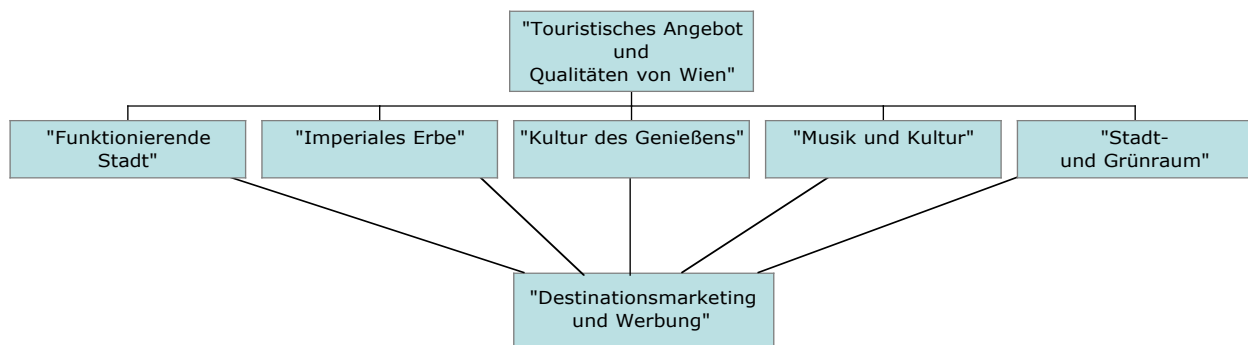 "Touristisches Angebot
und
Qualitäten von Wien"
"Funktionierende
Stadt"
"Imperiales Erbe"
"Kultur des Genießens"
"Musik und Kultur"
"Stadt-
und Grünraum"
"Destinationsmarketing
und Werbung"